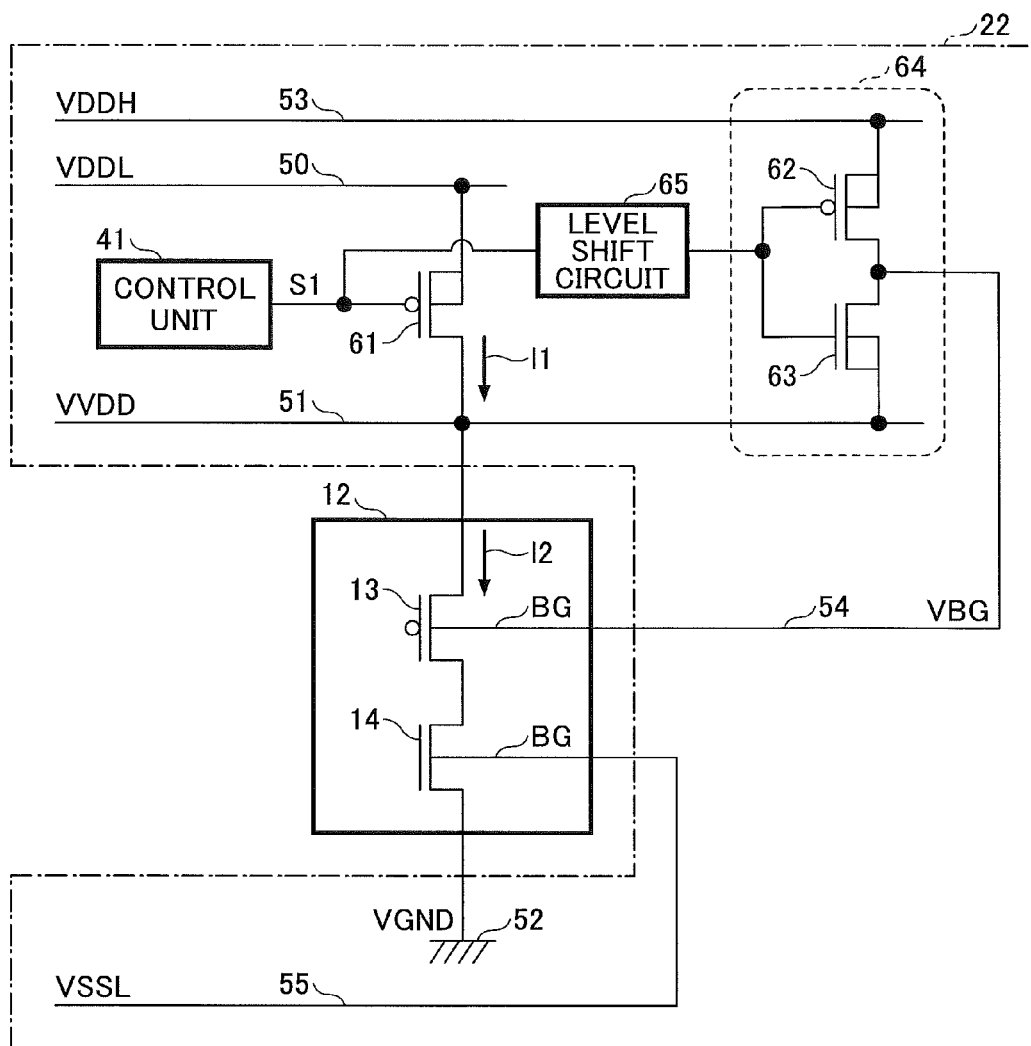 22
64
VDDH 53
VDDL 50
62
65
LEVEL
SHIFT
CIRCUIT
41
CONTROL
UNIT
S1
61
63
I1
VVDD 51
12
I2
13
BG
54
VBG
14
BG
VGND 52
VSSL 55